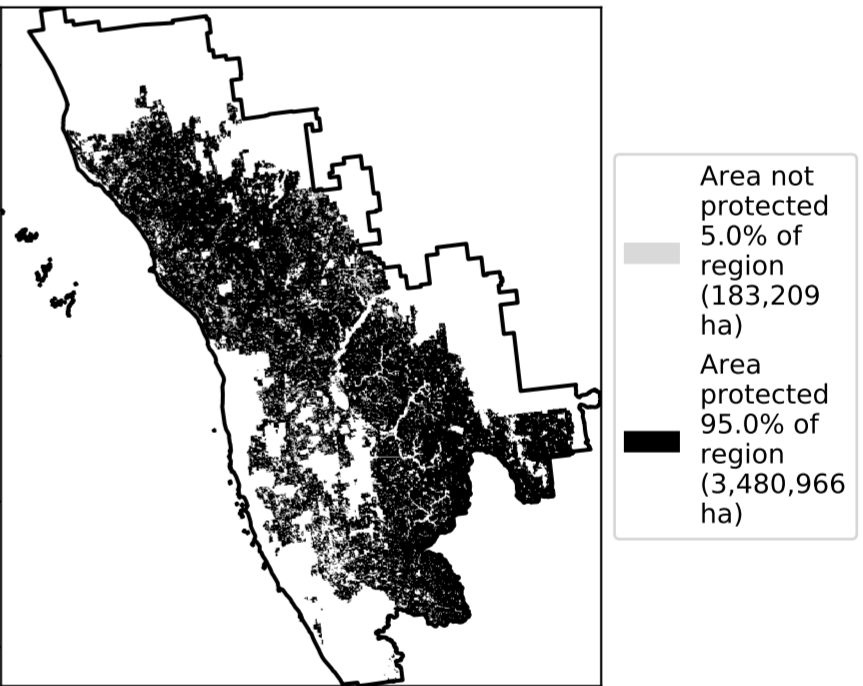 Area not
protected
5.0% of
region
(183,209
ha)
Area
protected
95.0% of
region
(3,480,966
ha)